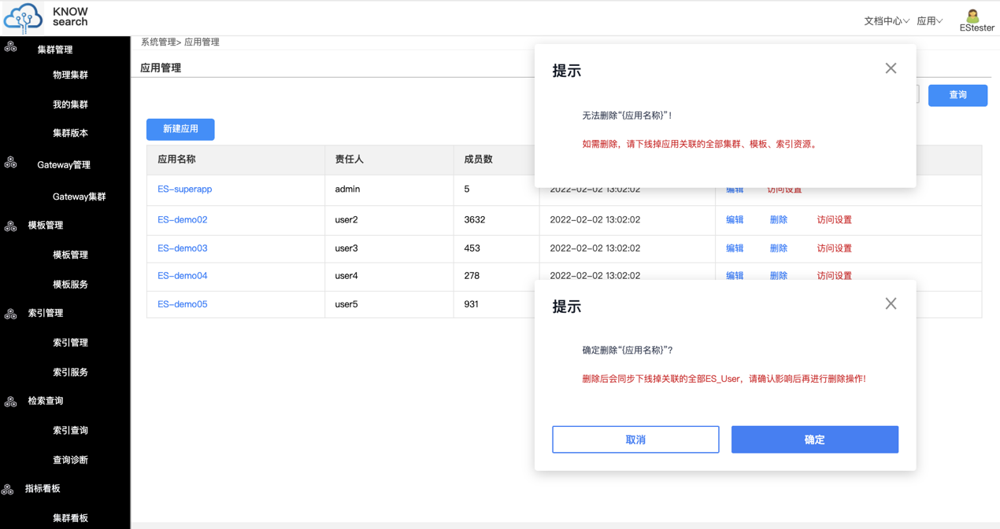 KNOW
search
文档中心
应用
EStester
集群管理
物理集群
我的集群
集群版本
Gateway管理
Gateway集群
模板管理
模板管理
模板服务
索引管理
索引管理
索引服务
检索查询
索引查询
查询诊断
指标看板
集群看板
系统管理> 应用管理
应用管理
查询
新建应用
应用名称 责任人 成员数
ES-superapp admin 5 2022-02-02 13:02:02 编辑 访问设置
ES-demo02 user2 3632 2022-02-02 13:02:02 编辑 删除 访问设置
ES-demo03 user3 453 2022-02-02 13:02:02 编辑 删除 访问设置
ES-demo04 user4 278 2022-02-02 13:02:02 编辑 删除 访问设置
ES-demo05 user5 931
提示
无法删除“{应用名称}”！
如需删除，请下线掉应用关联的全部集群、模板、索引资源。
提示
确定删除“{应用名称}”?
删除后会同步下线掉关联的全部ES_User，请确认影响后再进行删除操作!
取消
确定